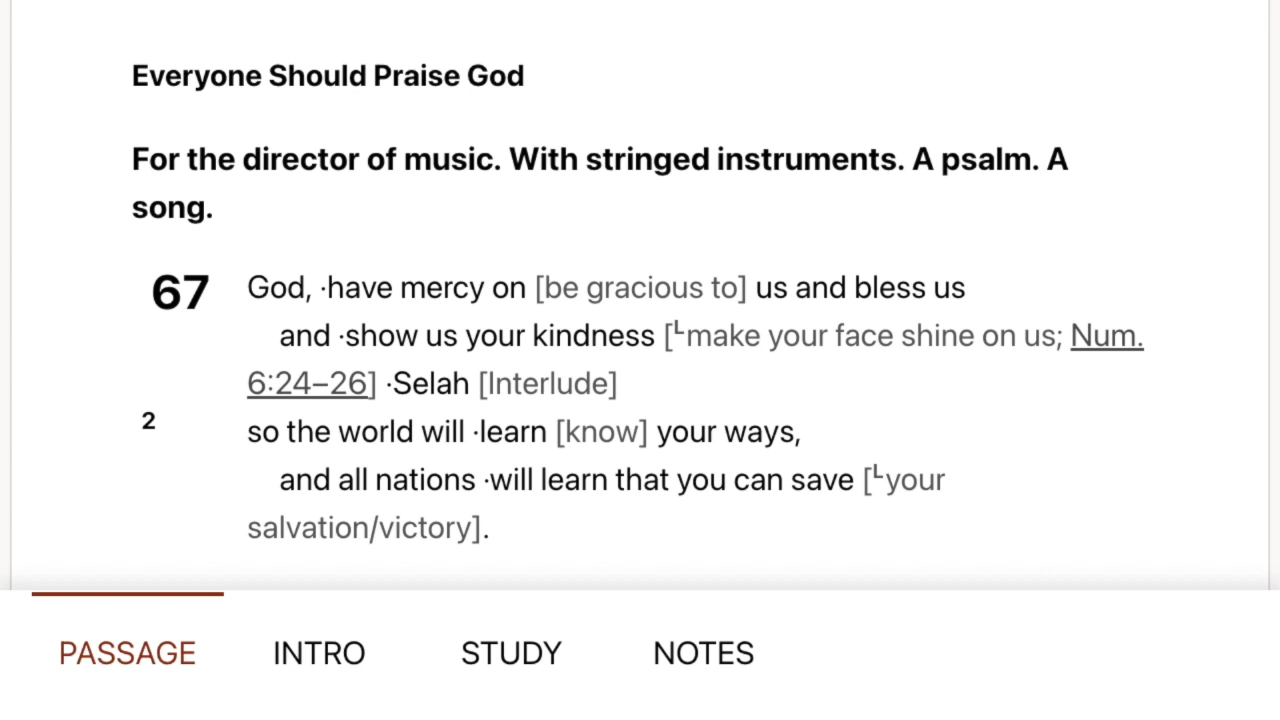 Everyone Should Praise God
For the director of music. With stringed instruments. A psalm. A
song.
67 God, ·have mercy on [be gracious to] us and bless us
and ·show us your kindness [ᴸmake your face shine on us; Num.
6:24–26] ·Selah [Interlude]
2 so the world will ·learn [know] your ways,
and all nations ·will learn that you can save [ᴸyour
salvation/victory].
PASSAGE INTRO STUDY NOTES